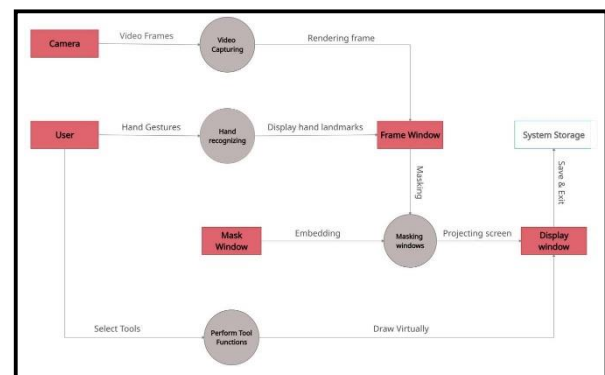 Camera
Video Frames
Video
Capturing
Rendering frame
User
Hand Gestures
Hand
recognizing
Display hand landmarks
Frame Window
System Storage
Masking
Save & Exit
Mask
Window
Embedding
Masking
windows
Projecting screen
Display
window
Select Tools
Perform Tool
Functions
Draw Virtually